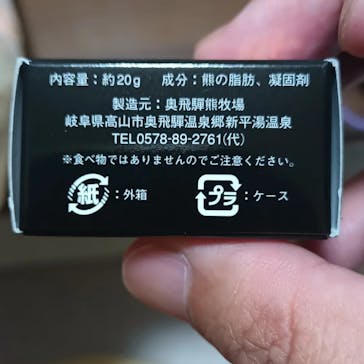 内容量：約20g　成分：熊の脂肪、凝固剤
製造元：奥飛騨熊牧場
岐阜県高山市奥飛騨温泉郷新平湯温泉
TEL0578-89-2761(代)
※食べ物ではありませんのでご注意ください。
紙：外箱　プラ：ケース